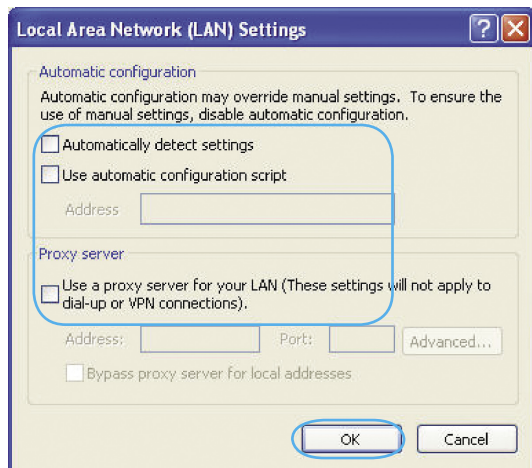 Local Area Network (LAN) Settings
Automatic configuration
Automatic configuration may override manual settings. To ensure the
use of manual settings, disable automatic configuration.
Automatically detect settings
Use automatic configuration script
Address
Proxy server
Use a proxy server for your LAN (These settings will not apply to
dial-up or VPN connections).
Address:
Port:
Advanced...
Bypass proxy server for local addresses
OK
Cancel